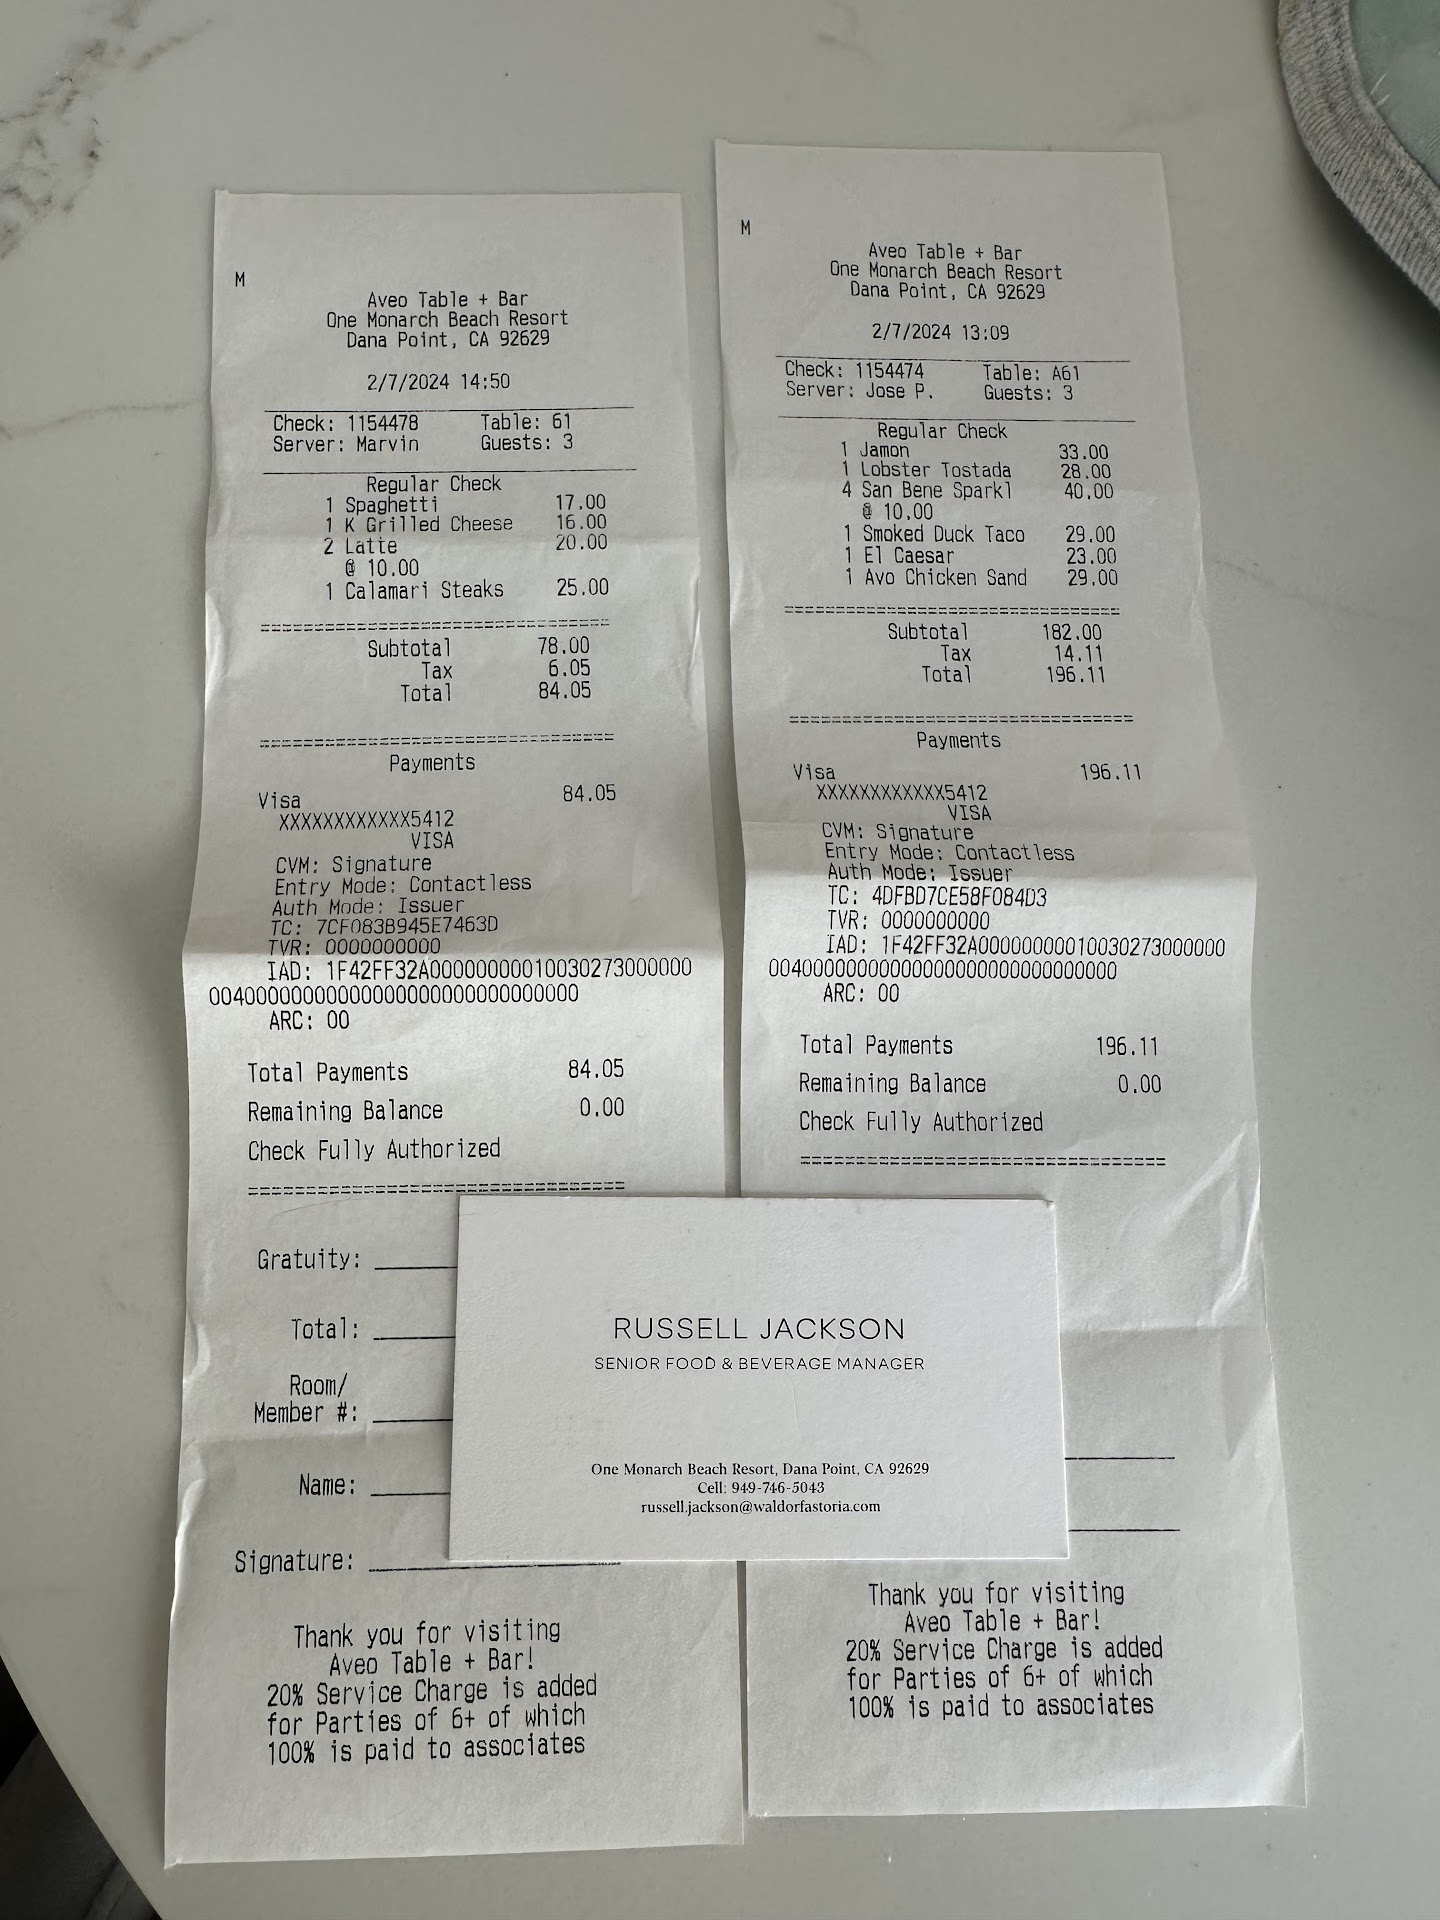 M
Aveo Table + Bar
One Monarch Beach Resort
Dana Point, CA 92629
2/7/2024 14:50
Check: 1154478 Table: 61
Server: Marvin Guests: 3
Regular Check
1 Spaghetti 17.00
1 K Grilled Cheese 16.00
2 Latte 20.00
@ 10.00
1 Calamari Steaks 25.00
Subtotal 78.00
Tax 6.05
Total 84.05
Payments
Visa 84.05
XXXXXXXXXXXX5412
VISA
CVM: Signature
Entry Mode: Contactless
Auth Mode: Issuer
TC: 7CF083B945E7463D
TVR: 0000000000
IAD: 1F42FF32A00000000010030273000000
00400000000000000000000000000000
ARC: 00
Total Payments 84.05
Remaining Balance 0.00
Check Fully Authorized
Gratuity:
Total:
Room/
Member #:
Name:
Signature:
Thank you for visiting
Aveo Table + Bar!
20% Service Charge is added
for Parties of 6+ of which
100% is paid to associates
M
Aveo Table + Bar
One Monarch Beach Resort
Dana Point, CA 92629
2/7/2024 13:09
Check: 1154474 Table: A61
Server: Jose P. Guests: 3
Regular Check
1 Jamon 33.00
1 Lobster Tostada 28.00
4 San Bene Sparkl 40.00
@ 10.00
1 Smoked Duck Taco 29.00
1 El Caesar 23.00
1 Avo Chicken Sand 29.00
Subtotal 182.00
Tax 14.11
Total 196.11
Payments
Visa 196.11
XXXXXXXXXXXX5412
VISA
CVM: Signature
Entry Mode: Contactless
Auth Mode: Issuer
TC: 4DFBD7CE58F084D3
TVR: 0000000000
IAD: 1F42FF32A00000000010030273000000
00400000000000000000000000000000
ARC: 00
Total Payments 196.11
Remaining Balance 0.00
Check Fully Authorized
Thank you for visiting
Aveo Table + Bar!
20% Service Charge is added
for Parties of 6+ of which
100% is paid to associates
RUSSELL JACKSON
SENIOR FOOD & BEVERAGE MANAGER
One Monarch Beach Resort, Dana Point, CA 92629
Cell: 949-746-5043
russell.jackson@waldorfastoria.com